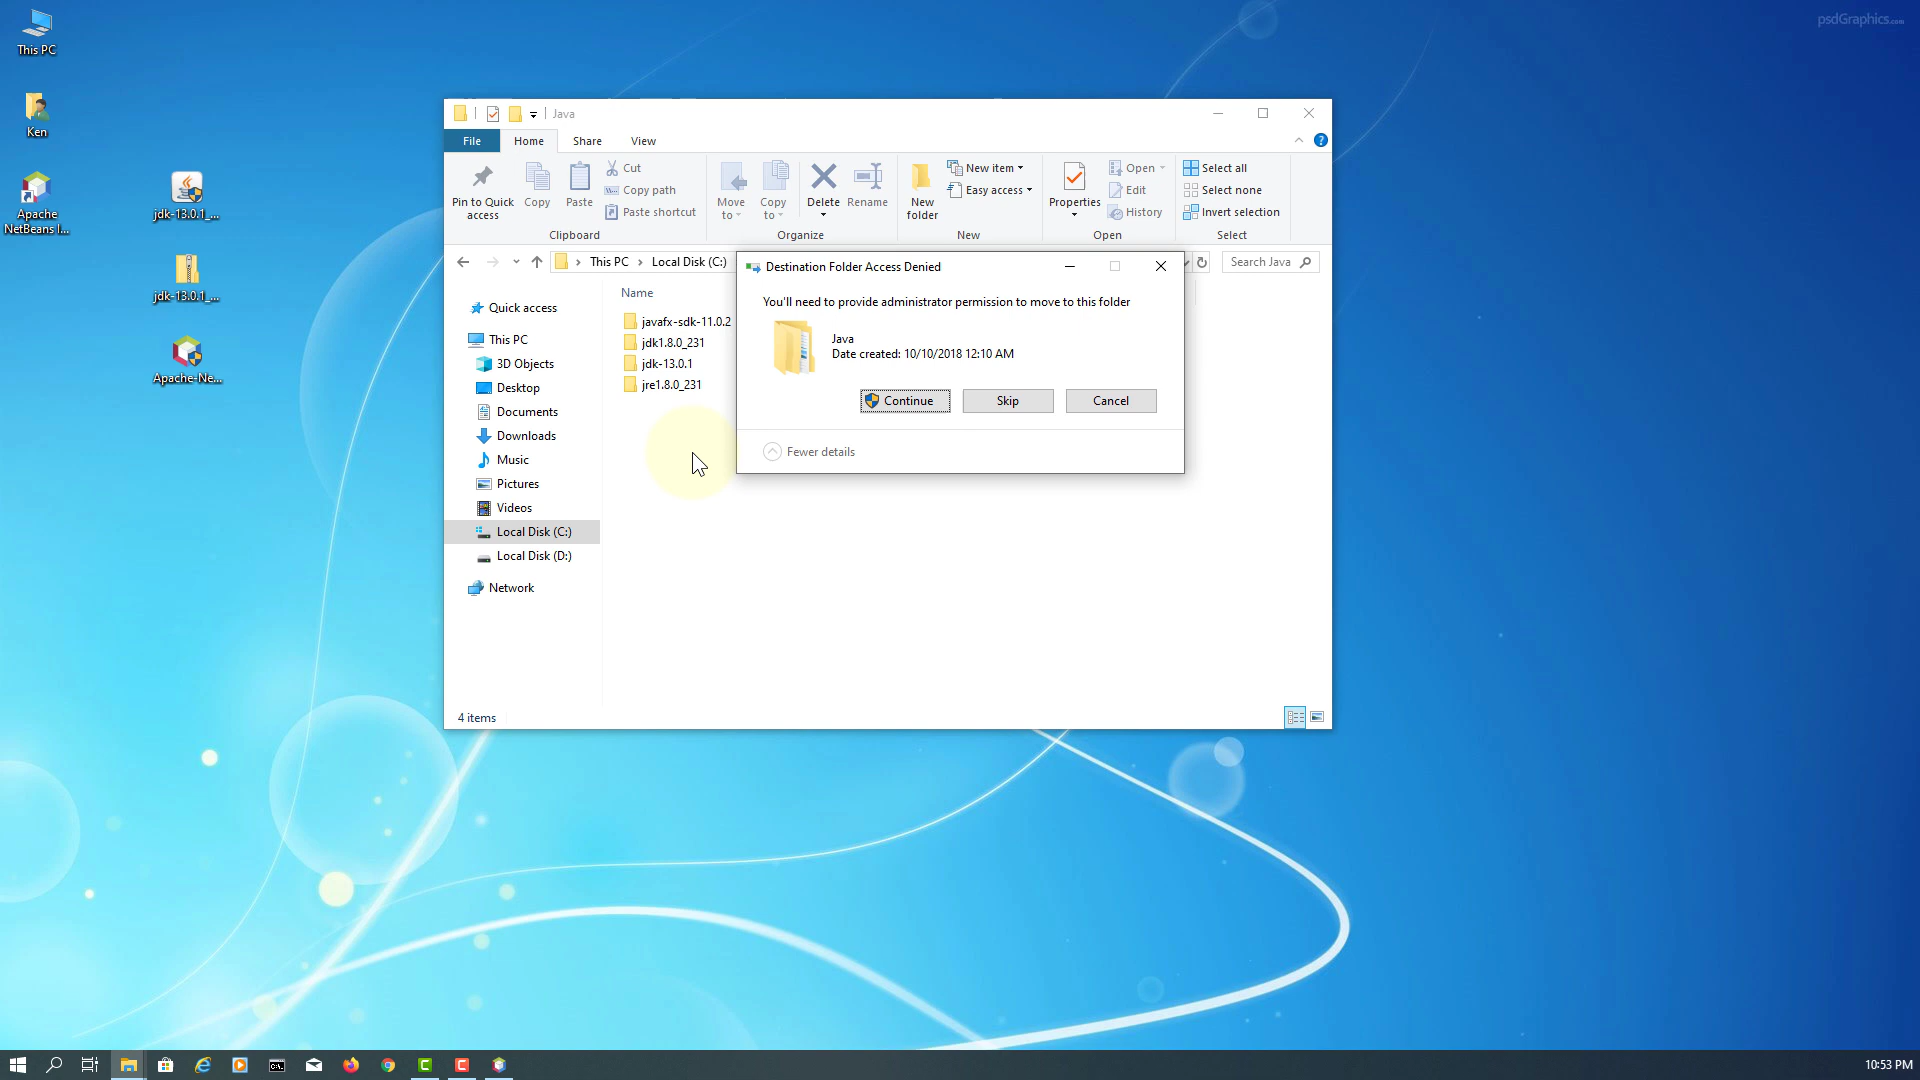 psdGraphics.com
This PC
Ken
Apache
NetBeans I...
jdk-13.0.1_...
jdk-13.0.1_...
Apache-Ne...
Java
File
Home
Share
View
Pin to Quick
access
Copy
Paste
Cut
Copy path
Paste shortcut
Clipboard
Move
to
Copy
to
Delete
Rename
Organize
New
folder
New item
Easy access
New
Properties
Open
Edit
History
Open
Select all
Select none
Invert selection
Select
This PC
Local Disk (C:)
Search Java
Quick access
This PC
3D Objects
Desktop
Documents
Downloads
Music
Pictures
Videos
Local Disk (C:)
Local Disk (D:)
Network
Name
javafx-sdk-11.0.2
jdk1.8.0_231
jdk-13.0.1
jre1.8.0_231
Destination Folder Access Denied
You'll need to provide administrator permission to move to this folder
Java
Date created: 10/10/2018 12:10 AM
Continue
Skip
Cancel
Fewer details
4 items
10:53 PM